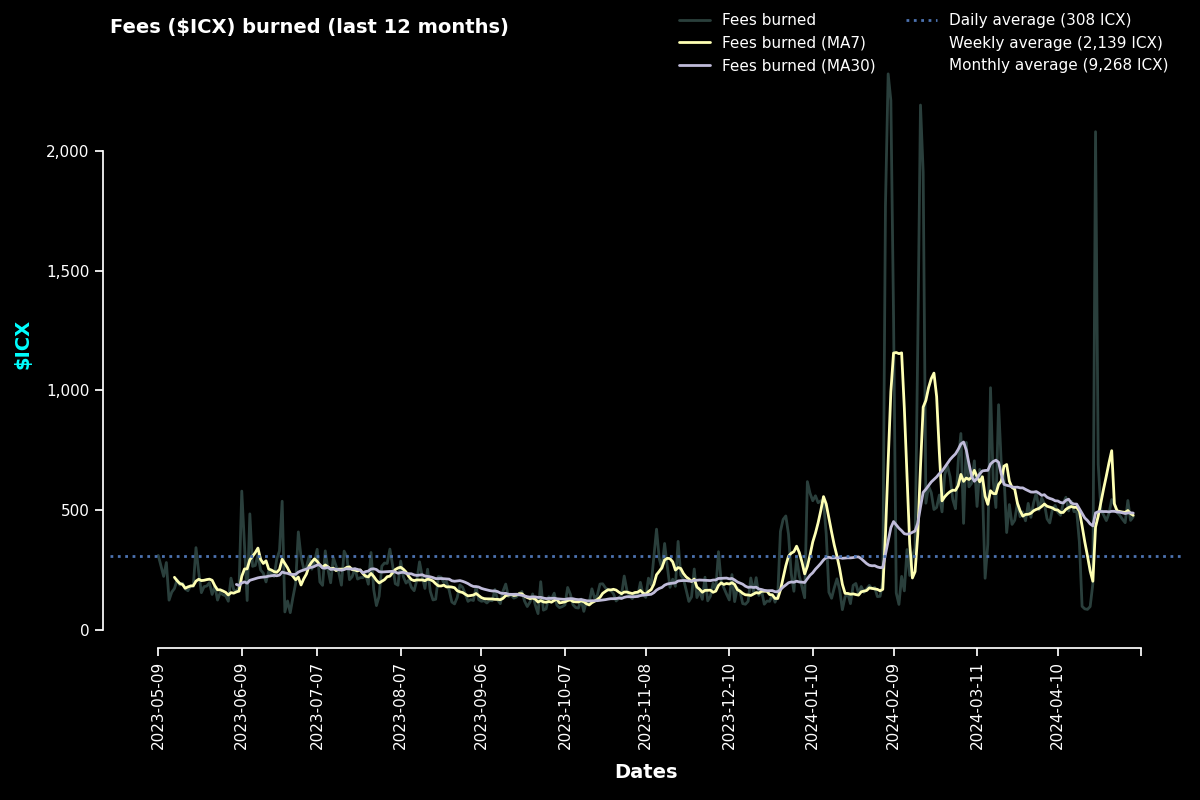 Fees ($ICX) burned (last 12 months)
Fees burned
Fees burned (MA7)
Fees burned (MA30)
Daily average (308 ICX)
Weekly average (2,139 ICX)
Monthly average (9,268 ICX)
2,000
1,500
1,000
500
0
$ICX
2023-05-09
2023-06-09
2023-07-07
2023-08-07
2023-09-06
2023-10-07
2023-11-08
2023-12-10
2024-01-10
2024-02-09
2024-03-11
2024-04-10
Dates